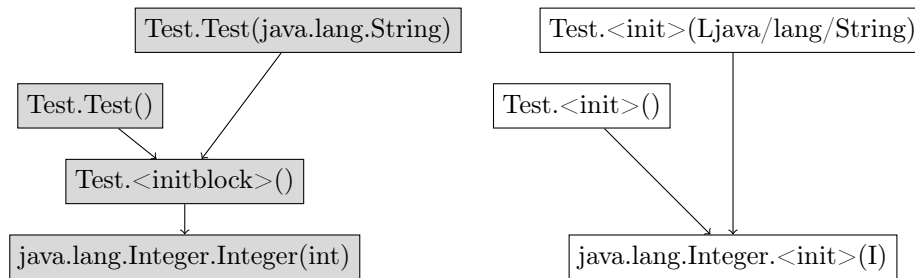 Test.Test(java.lang.String)
Test.<init>(Ljava/lang/String)
Test.Test()
Test.<init>()
Test.<initblock>()
java.lang.Integer.Integer(int)
java.lang.Integer.<init>(I)